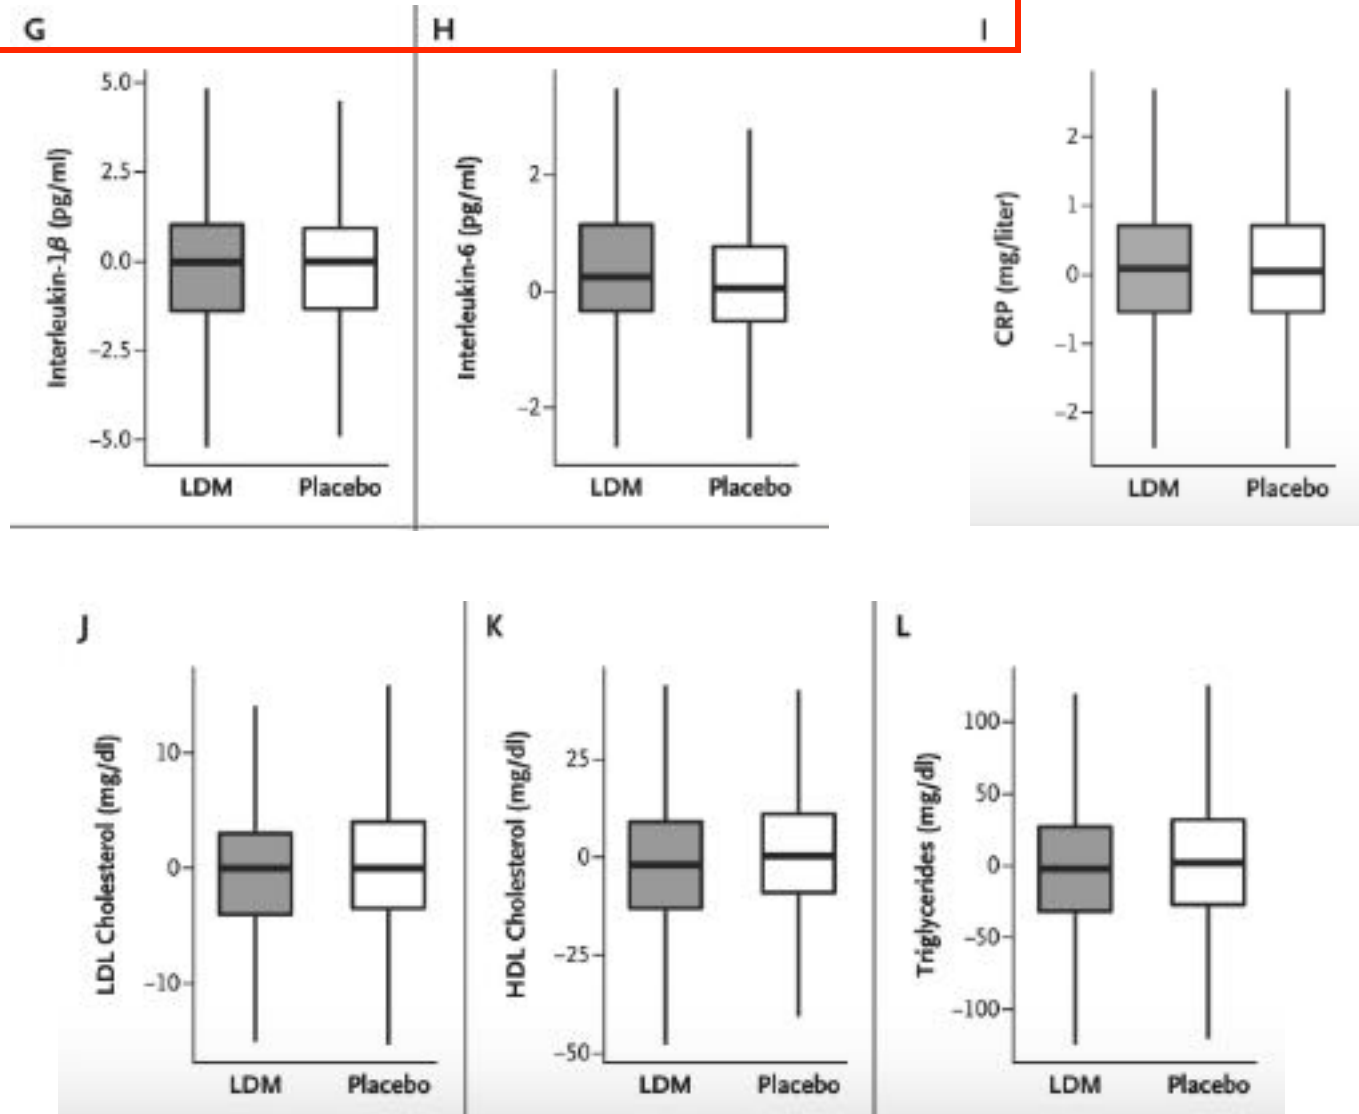 G
H
I
Interleukin-1β (pg/ml)
5.0
2.5
0.0
−2.5
−5.0
LDM
Placebo
Interleukin-6 (pg/ml)
2
0
−2
LDM
Placebo
CRP (mg/liter)
2
1
0
−1
−2
LDM
Placebo
J
K
L
LDL Cholesterol (mg/dl)
10
0
−10
LDM
Placebo
HDL Cholesterol (mg/dl)
25
0
−25
−50
LDM
Placebo
Triglycerides (mg/dl)
100
50
0
−50
−100
LDM
Placebo